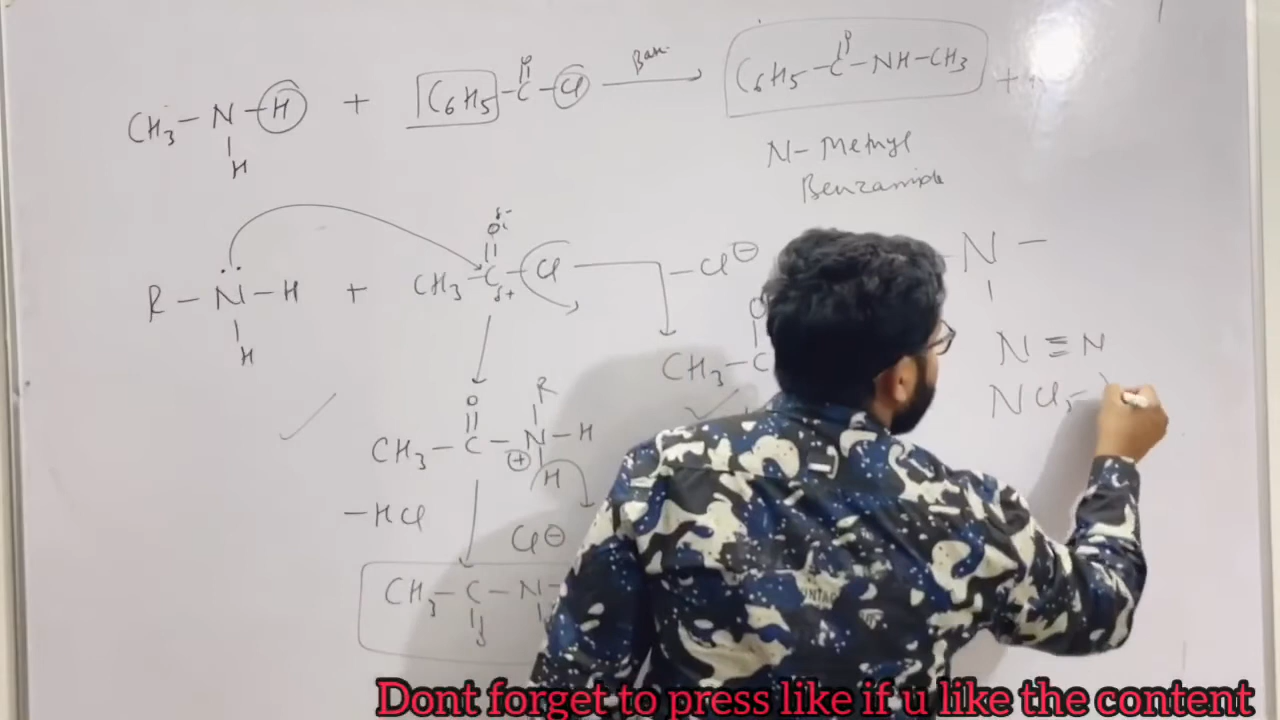 CH3 – N – H + C6H5 – C – Cl Base C6H5 – C – NH – CH3 +
O O
H
N- Methyl
Benzamide
δ-
O
R – N – H + CH3 – C – Cl – Cl⊖ N –
δ+
H
O
CH3 – C
N ≡ N
NCl5
O R
CH3 – C – N – H
⊕ H
–HCl
Cl⊖
CH3 – C – N –
O
Dont forget to press like if u like the content